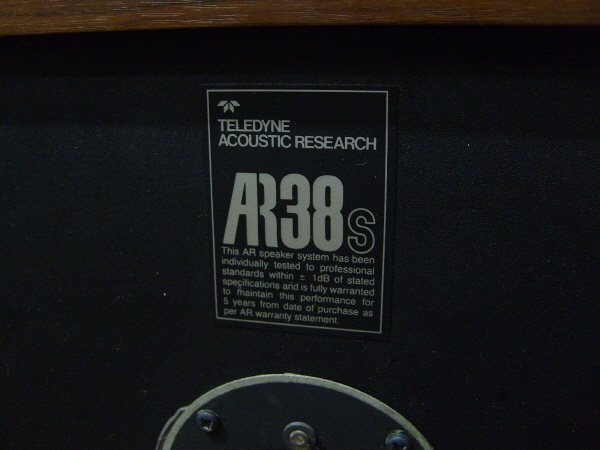 TELEDYNE
ACOUSTIC RESEARCH
AR38S
This AR speaker system has been
individually tested to professional
standards within ± 1dB of stated
specifications and is fully warranted
to maintain this performance for
5 years from date of purchase as
per AR warranty statement.